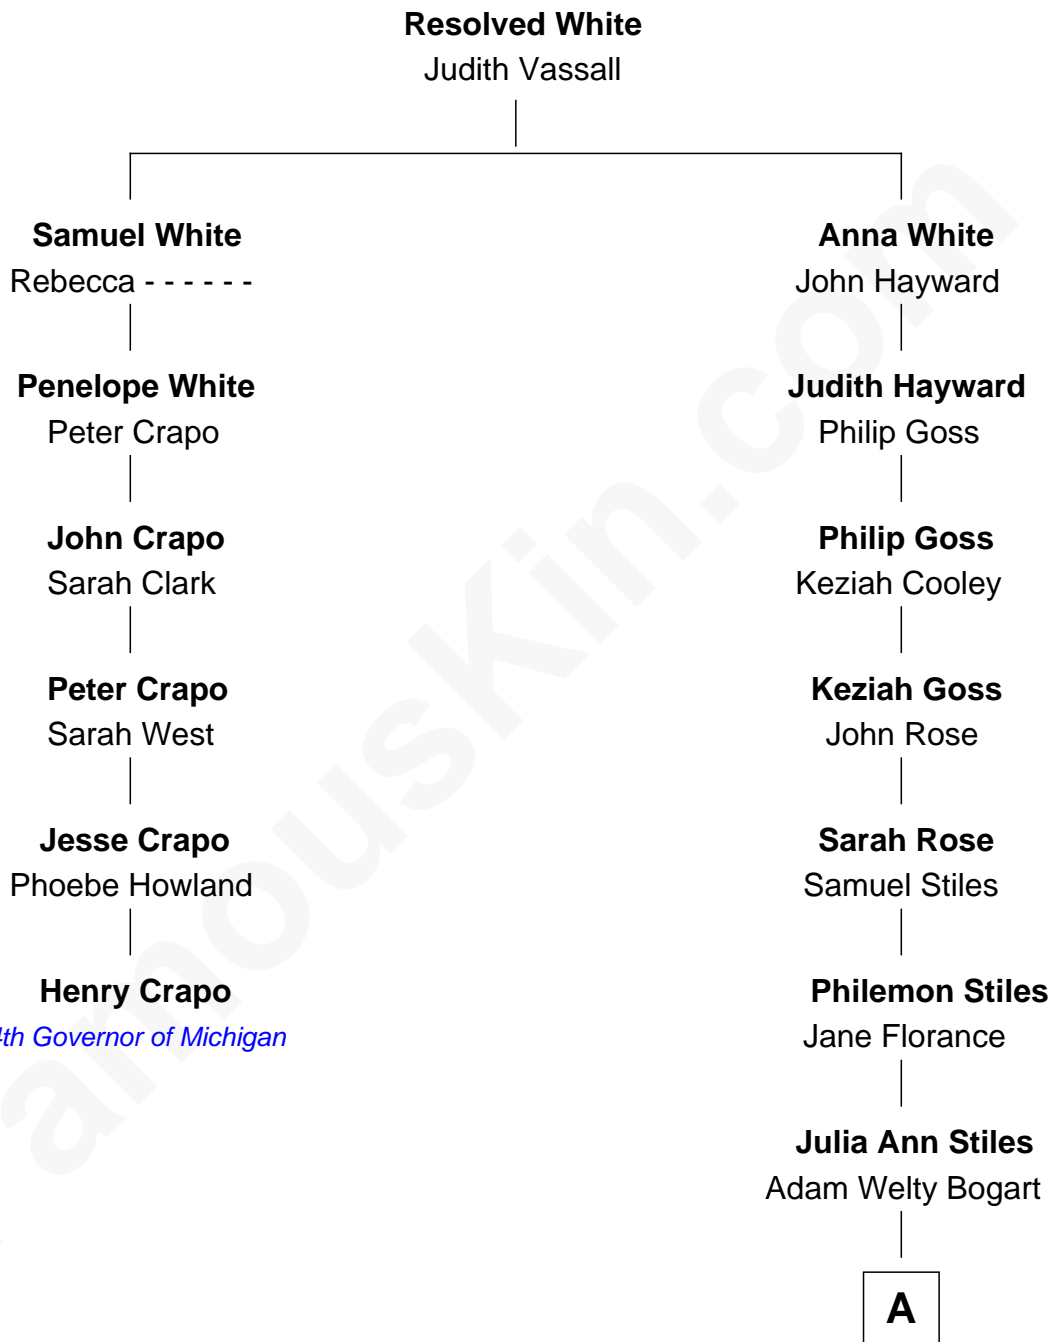 Resolved White
Judith Vassall
Samuel White
Rebecca - - - - - -
Anna White
John Hayward
Penelope White
Peter Crapo
Judith Hayward
Philip Goss
John Crapo
Sarah Clark
Philip Goss
Keziah Cooley
Peter Crapo
Sarah West
Keziah Goss
John Rose
Jesse Crapo
Phoebe Howland
Sarah Rose
Samuel Stiles
Henry Crapo
4th Governor of Michigan
Philemon Stiles
Jane Florance
Julia Ann Stiles
Adam Welty Bogart
A
amousKin.com